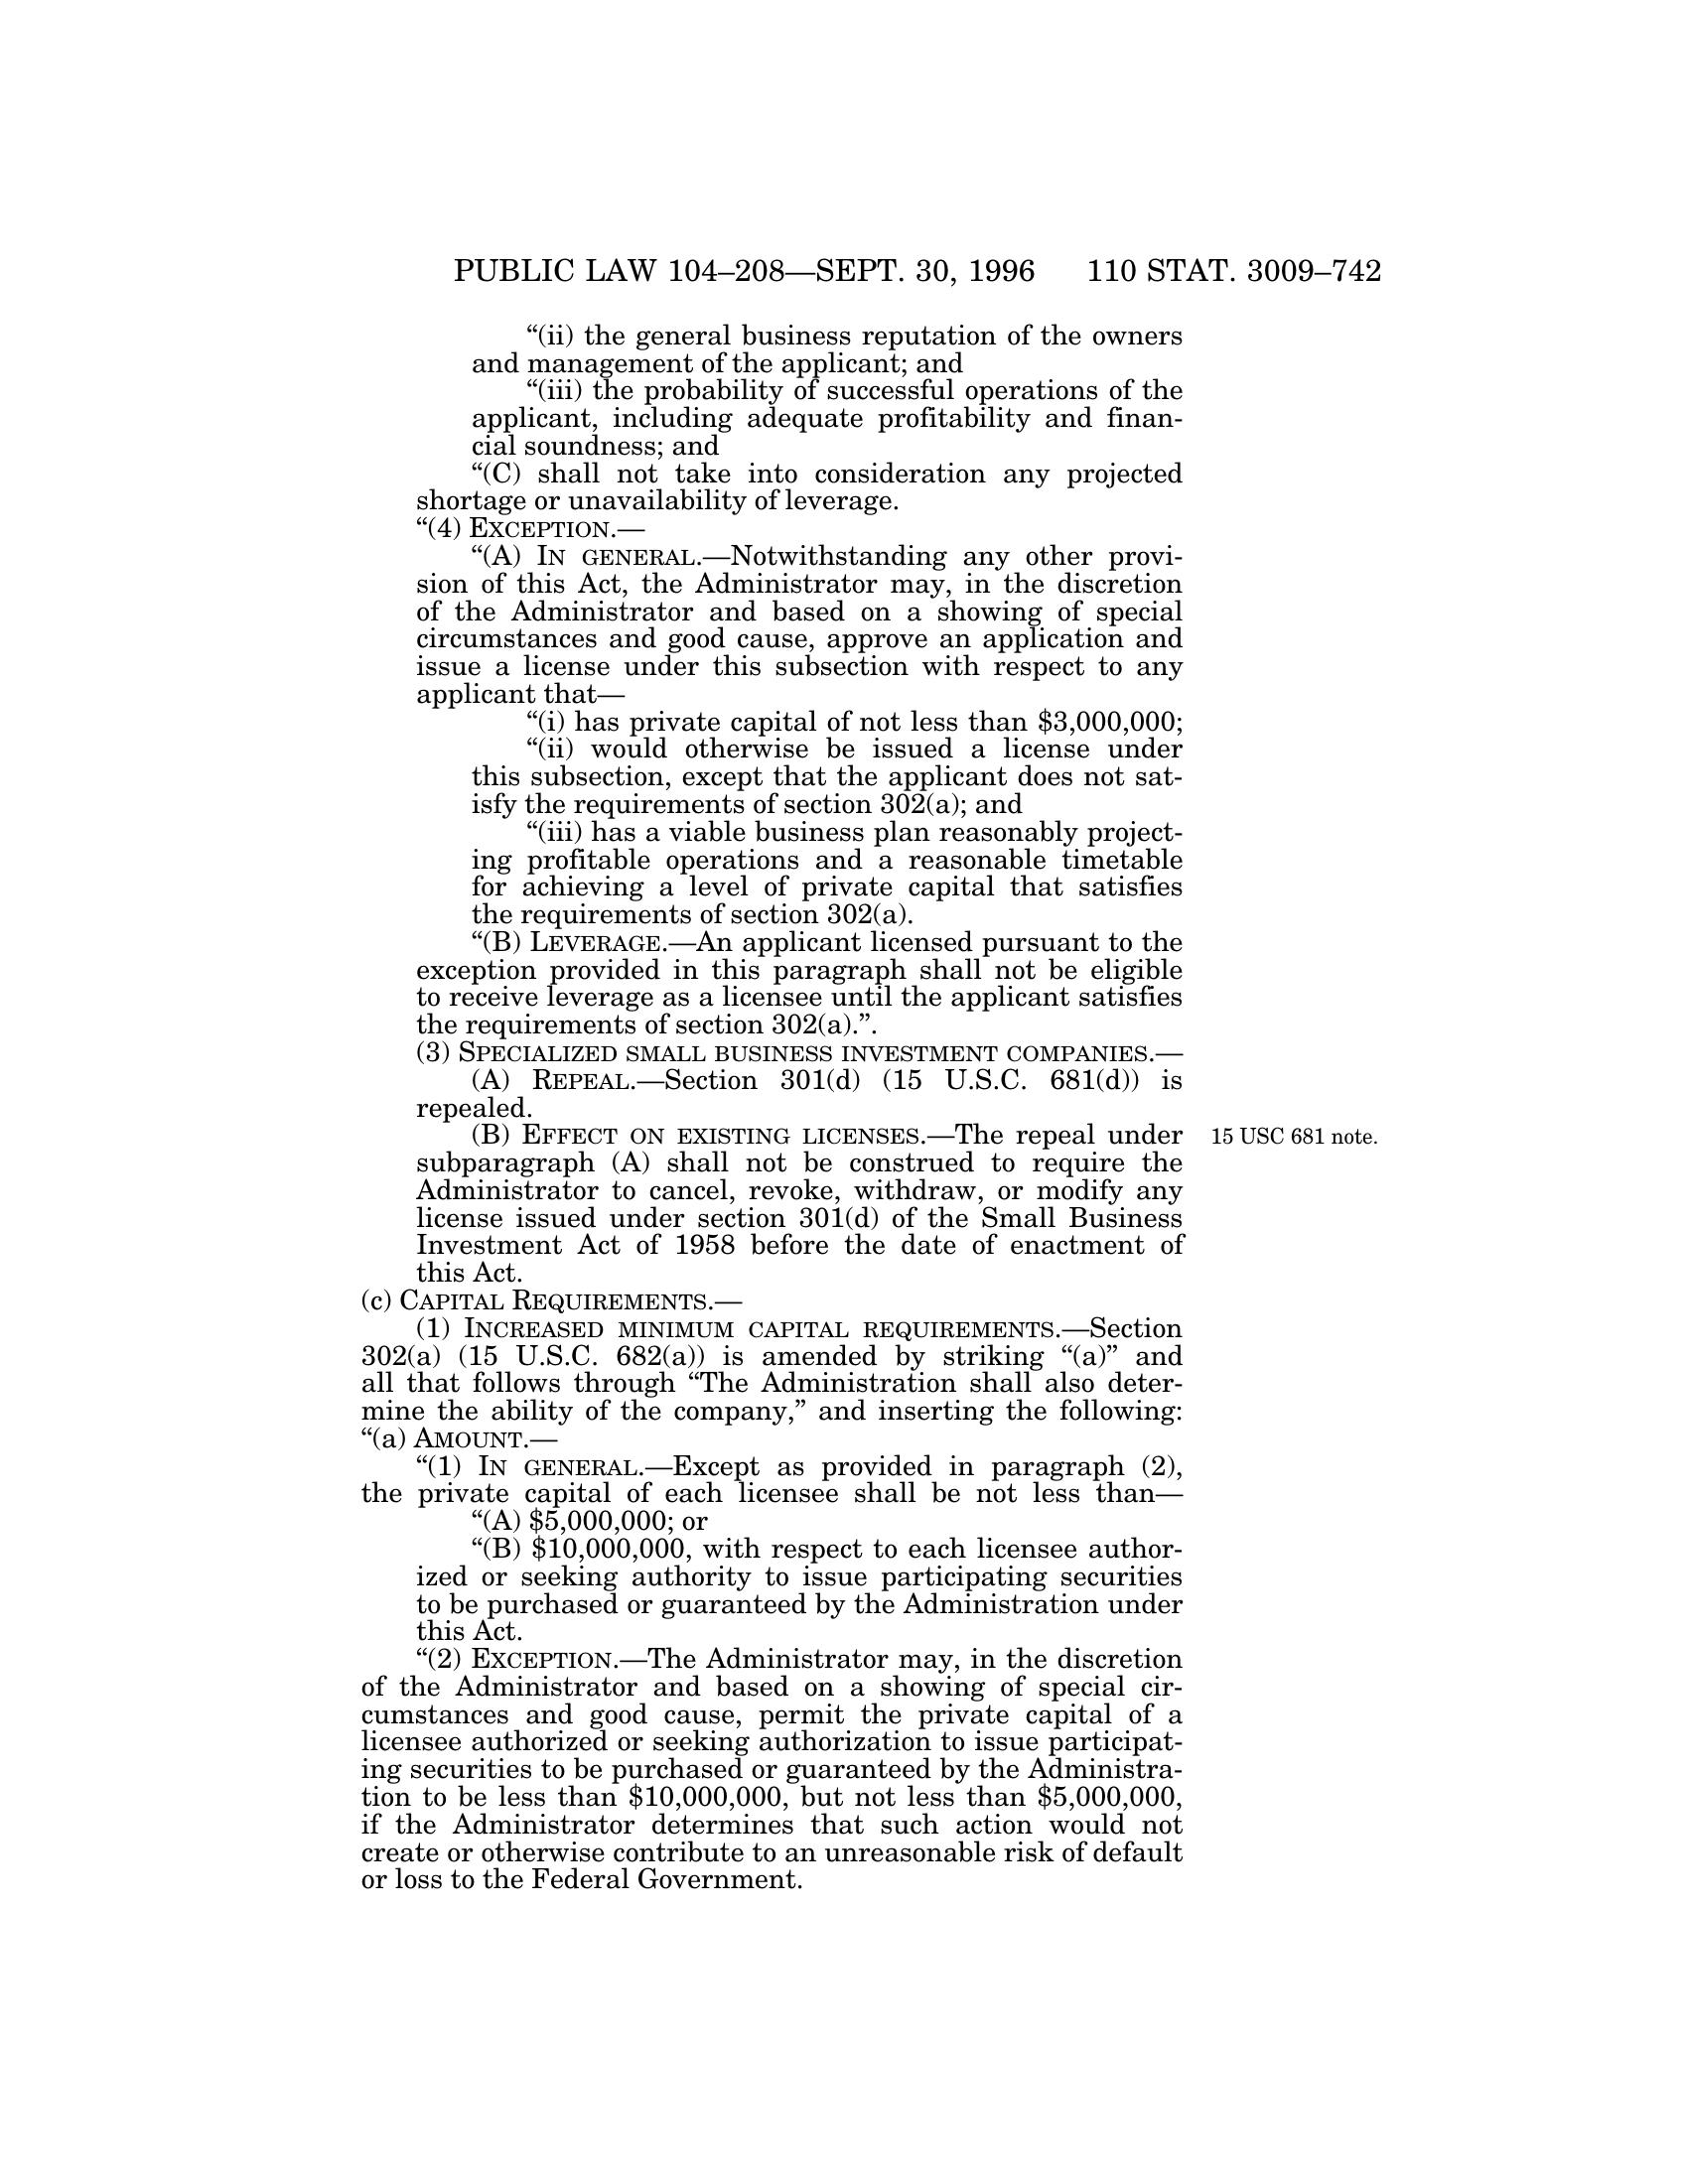 PUBLIC LAW 104–208—SEPT. 30, 1996 110 STAT. 3009–742
“(ii) the general business reputation of the owners
and management of the applicant; and
“(iii) the probability of successful operations of the
applicant, including adequate profitability and finan-
cial soundness; and
“(C) shall not take into consideration any projected
shortage or unavailability of leverage.
“(4) EXCEPTION.—
“(A) IN GENERAL.—Notwithstanding any other provi-
sion of this Act, the Administrator may, in the discretion
of the Administrator and based on a showing of special
circumstances and good cause, approve an application and
issue a license under this subsection with respect to any
applicant that—
“(i) has private capital of not less than $3,000,000;
“(ii) would otherwise be issued a license under
this subsection, except that the applicant does not sat-
isfy the requirements of section 302(a); and
“(iii) has a viable business plan reasonably project-
ing profitable operations and a reasonable timetable
for achieving a level of private capital that satisfies
the requirements of section 302(a).
“(B) LEVERAGE.—An applicant licensed pursuant to the
exception provided in this paragraph shall not be eligible
to receive leverage as a licensee until the applicant satisfies
the requirements of section 302(a).”.
(3) SPECIALIZED SMALL BUSINESS INVESTMENT COMPANIES.—
(A) REPEAL.—Section 301(d) (15 U.S.C. 681(d)) is
repealed.
(B) EFFECT ON EXISTING LICENSES.—The repeal under 15 USC 681 note.
subparagraph (A) shall not be construed to require the
Administrator to cancel, revoke, withdraw, or modify any
license issued under section 301(d) of the Small Business
Investment Act of 1958 before the date of enactment of
this Act.
(c) CAPITAL REQUIREMENTS.—
(1) INCREASED MINIMUM CAPITAL REQUIREMENTS.—Section
302(a) (15 U.S.C. 682(a)) is amended by striking “(a)” and
all that follows through “The Administration shall also deter-
mine the ability of the company,” and inserting the following:
“(a) AMOUNT.—
“(1) IN GENERAL.—Except as provided in paragraph (2),
the private capital of each licensee shall be not less than—
“(A) $5,000,000; or
“(B) $10,000,000, with respect to each licensee author-
ized or seeking authority to issue participating securities
to be purchased or guaranteed by the Administration under
this Act.
“(2) EXCEPTION.—The Administrator may, in the discretion
of the Administrator and based on a showing of special cir-
cumstances and good cause, permit the private capital of a
licensee authorized or seeking authorization to issue participat-
ing securities to be purchased or guaranteed by the Administra-
tion to be less than $10,000,000, but not less than $5,000,000,
if the Administrator determines that such action would not
create or otherwise contribute to an unreasonable risk of default
or loss to the Federal Government.